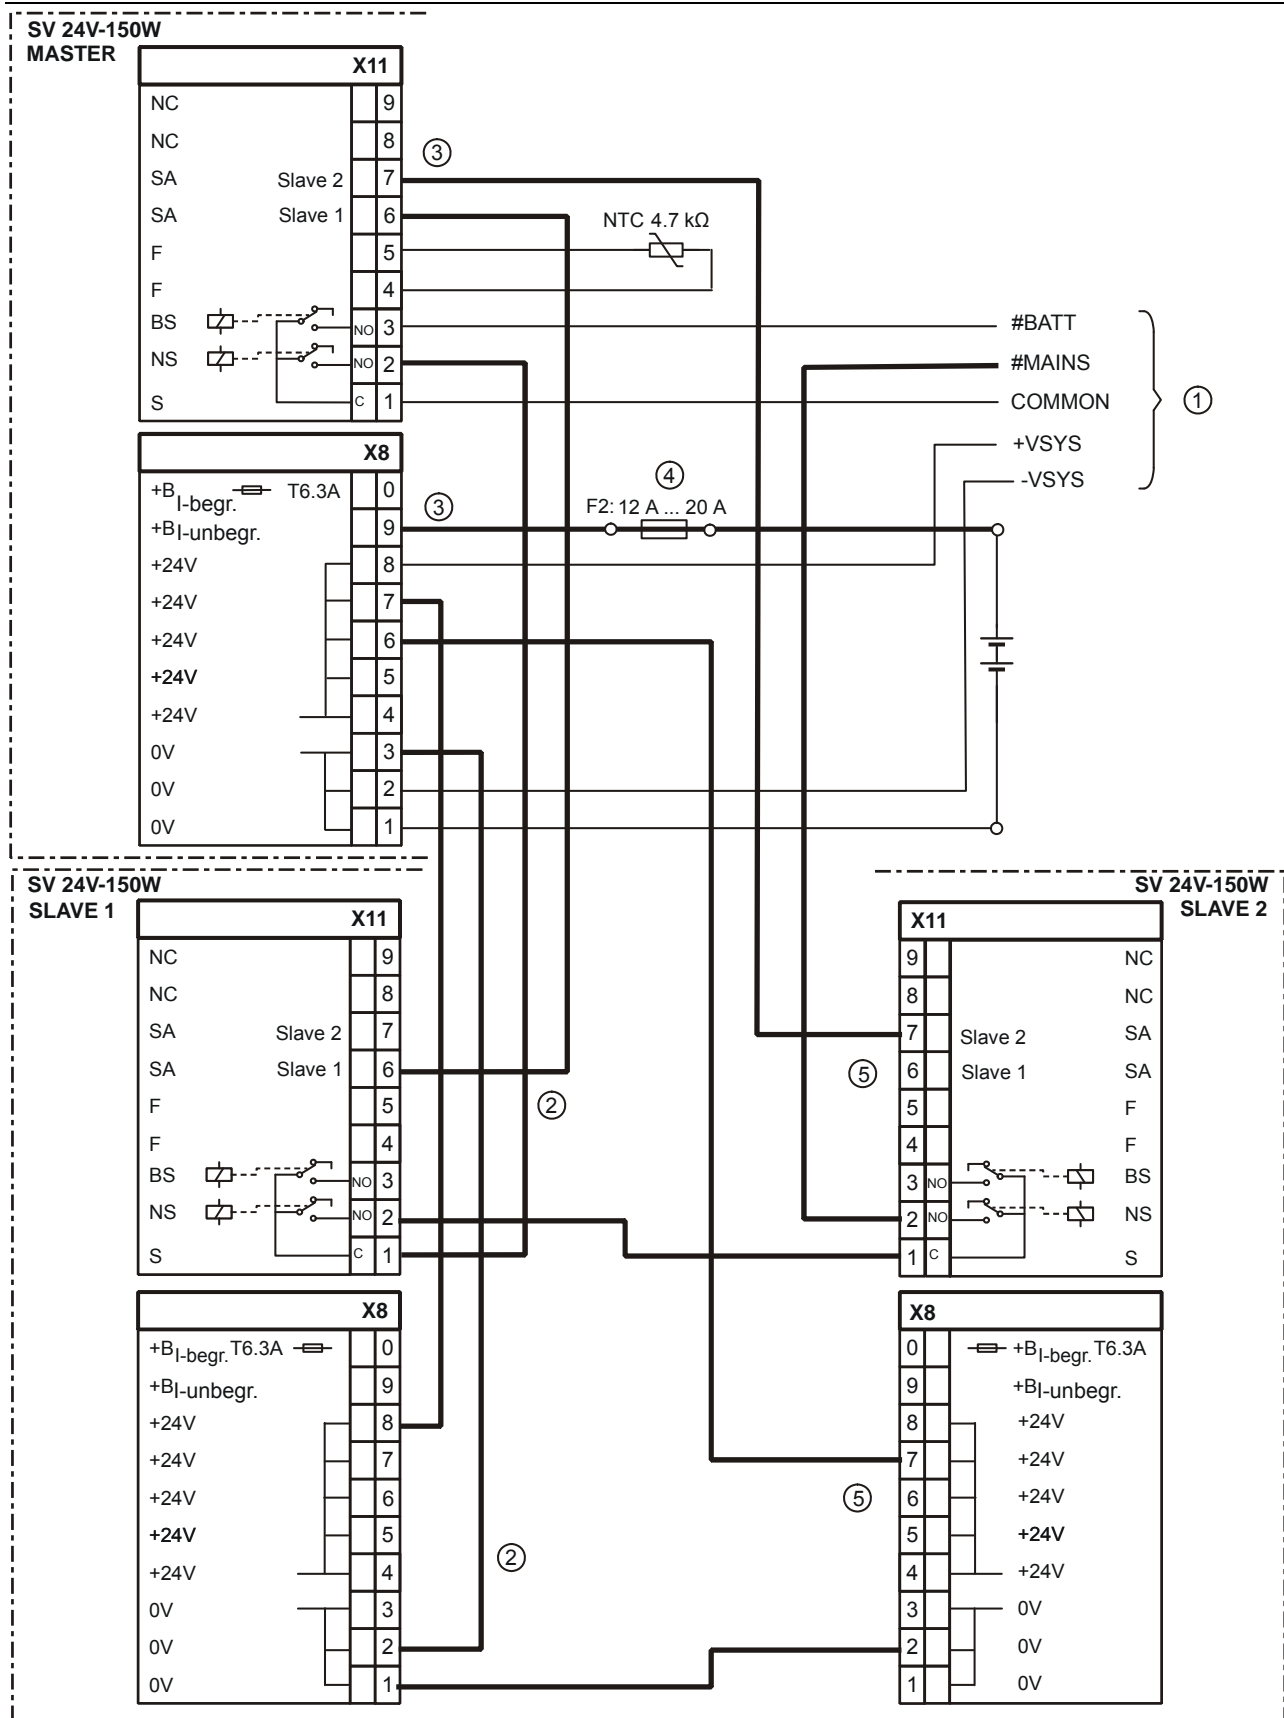 SV 24V-150W
MASTER
X11
NC 9
NC 8
③
SA Slave 2 7
SA Slave 1 6
NTC 4.7 kΩ
F 5
F 4
BS NO 3
#BATT
NS NO 2
#MAINS
S C 1
COMMON
①
+VSYS
-VSYS
X8
+B I-begr. T6.3A 0
④
③
F2: 12 A ... 20 A
+B I-unbegr. 9
+24V 8
+24V 7
+24V 6
+24V 5
+24V 4
0V 3
0V 2
0V 1
SV 24V-150W
SLAVE 1
X11
NC 9
NC 8
SA Slave 2 7
SA Slave 1 6
F 5
②
F 4
BS NO 3
NS NO 2
S C 1
X8
+B I-begr. T6.3A 0
+B I-unbegr. 9
+24V 8
+24V 7
+24V 6
+24V 5
②
+24V 4
0V 3
0V 2
0V 1
SV 24V-150W
SLAVE 2
X11
9 NC
8 NC
7 Slave 2 SA
⑤
6 Slave 1 SA
5 F
4 F
3 NO BS
2 NO NS
1 C S
X8
0 +B I-begr. T6.3A
9 +B I-unbegr.
8 +24V
7 +24V
⑤
6 +24V
5 +24V
4 +24V
3 0V
2 0V
1 0V